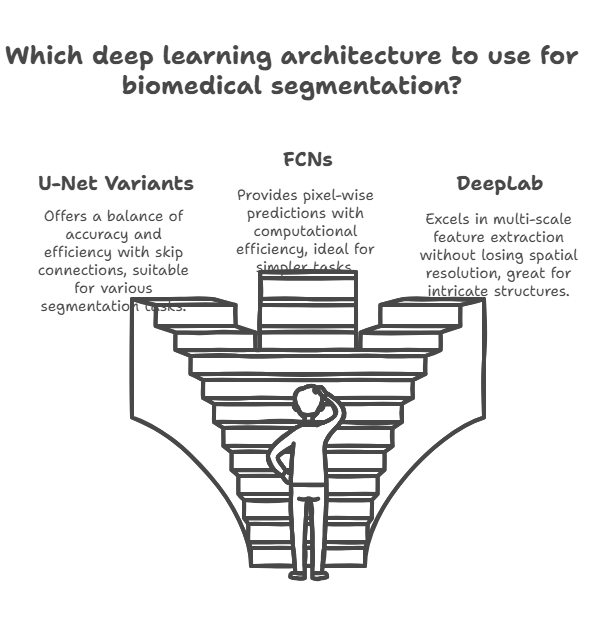 Which deep learning architecture to use for
biomedical segmentation?
FCNs
Provides pixel-wise
predictions with
computational
efficiency, ideal for
simpler tasks.
U-Net Variants
Offers a balance of
accuracy and
efficiency with skip
connections, suitable
for various
segmentation tasks.
DeepLab
Excels in multi-scale
feature extraction
without losing spatial
resolution, great for
intricate structures.